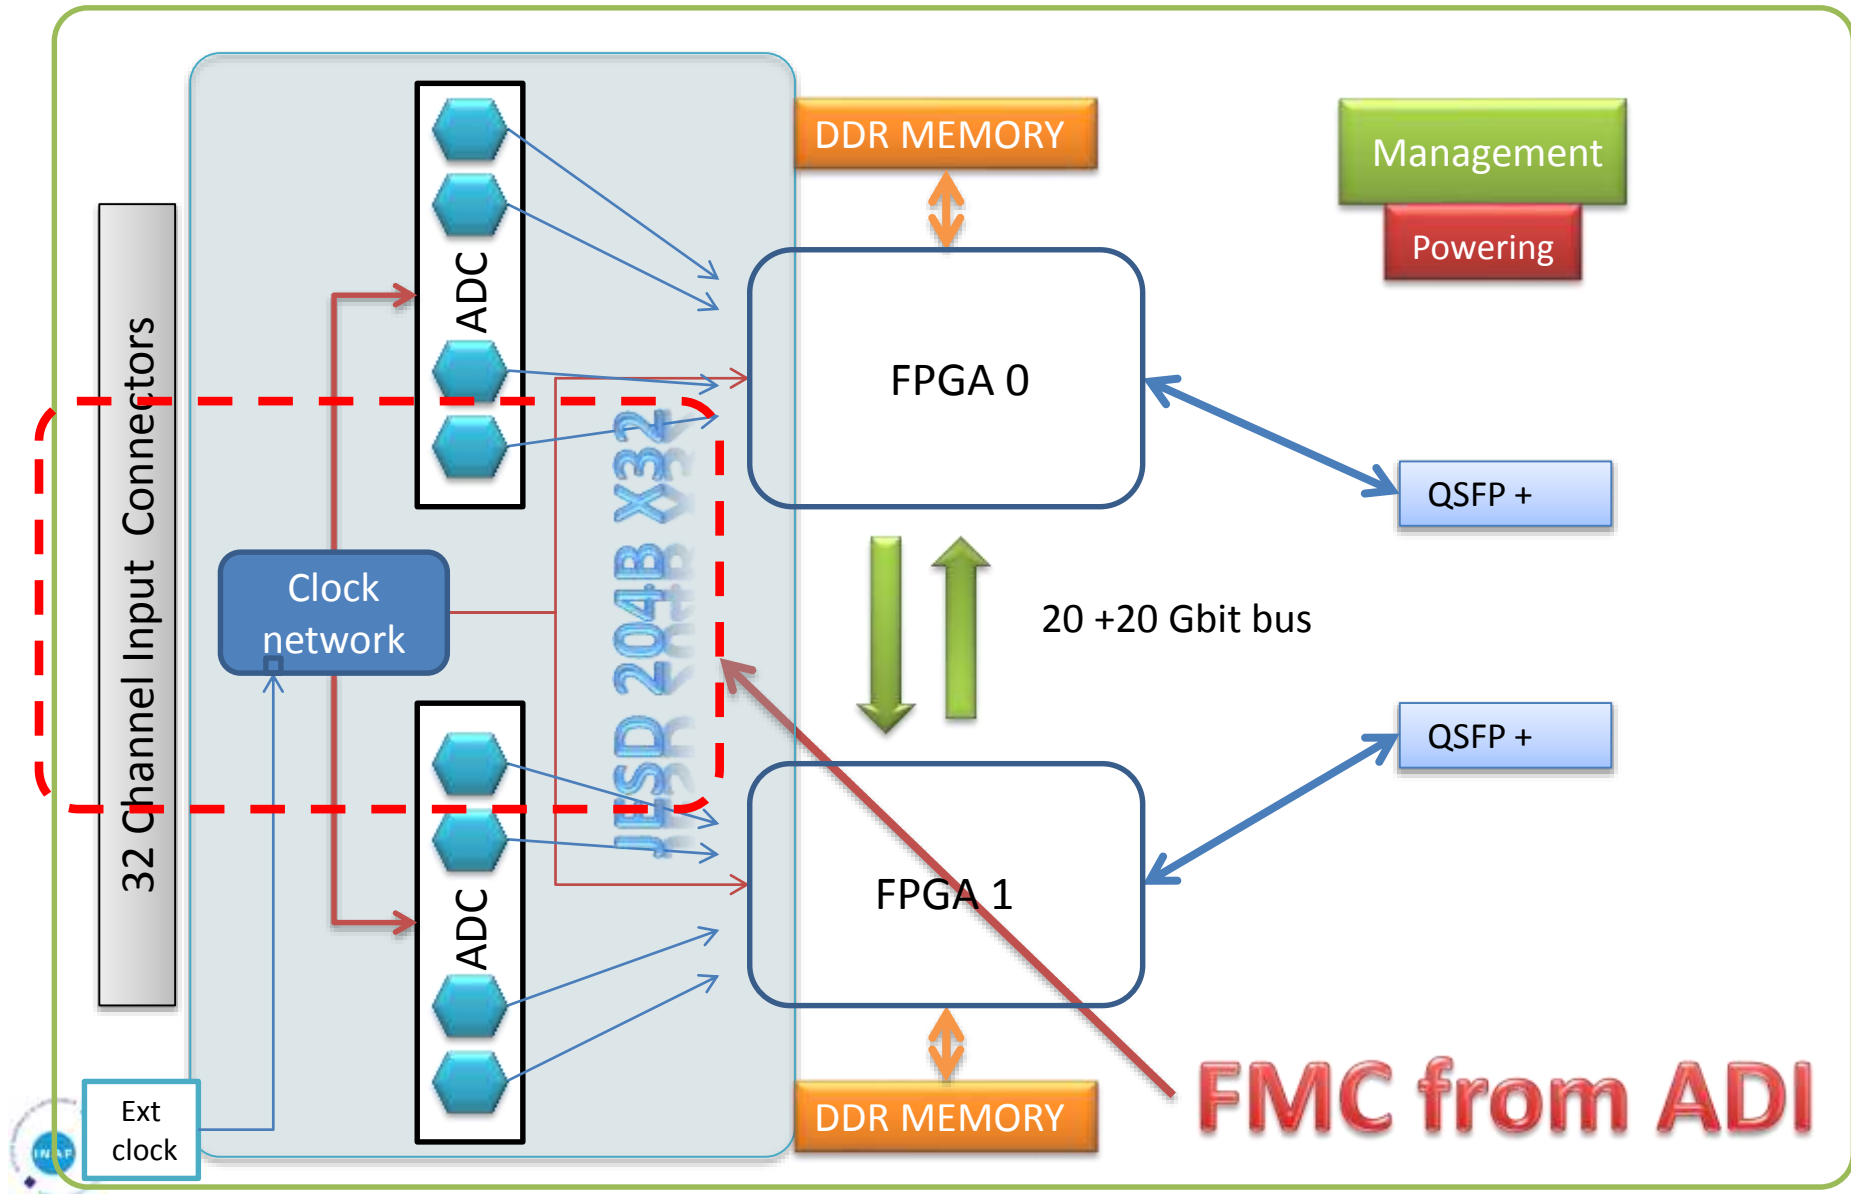 DDR MEMORY
Management
Powering
ADC
32 Channel Input Connectors
FPGA 0
JESD 204B X32
QSFP +
Clock
network
20 +20 Gbit bus
QSFP +
FPGA 1
ADC
Ext
clock
DDR MEMORY
FMC from ADI
INAF